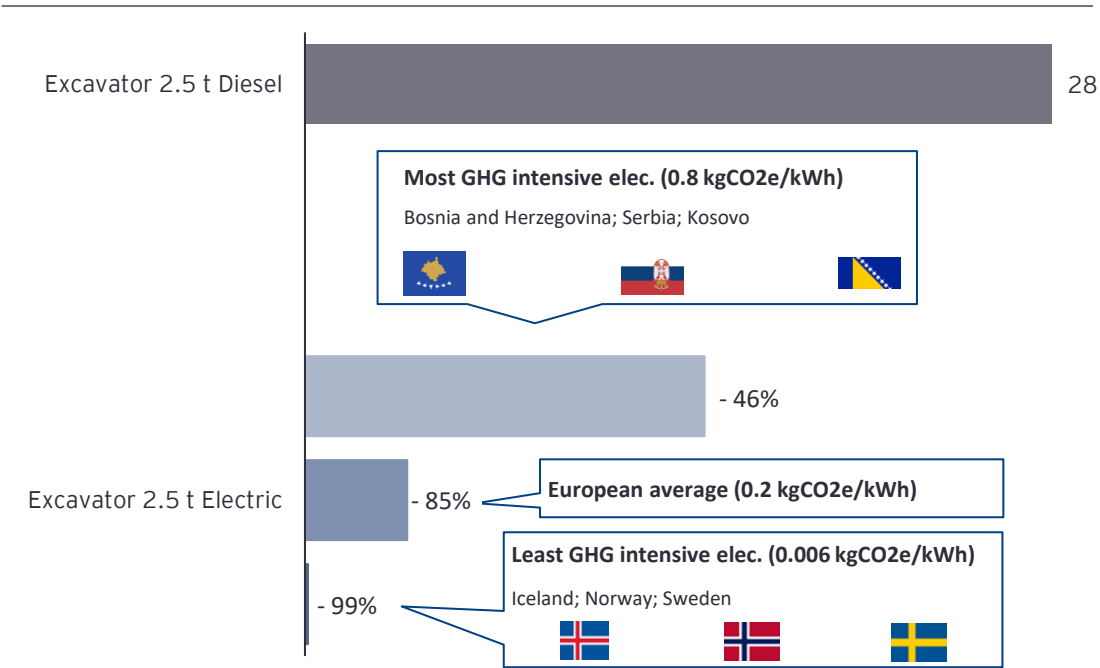 Excavator 2.5 t Diesel
28
Most GHG intensive elec. (0.8 kgCO2e/kWh)
Bosnia and Herzegovina; Serbia; Kosovo
- 46%
Excavator 2.5 t Electric
- 85%
European average (0.2 kgCO2e/kWh)
Least GHG intensive elec. (0.006 kgCO2e/kWh)
- 99%
Iceland; Norway; Sweden